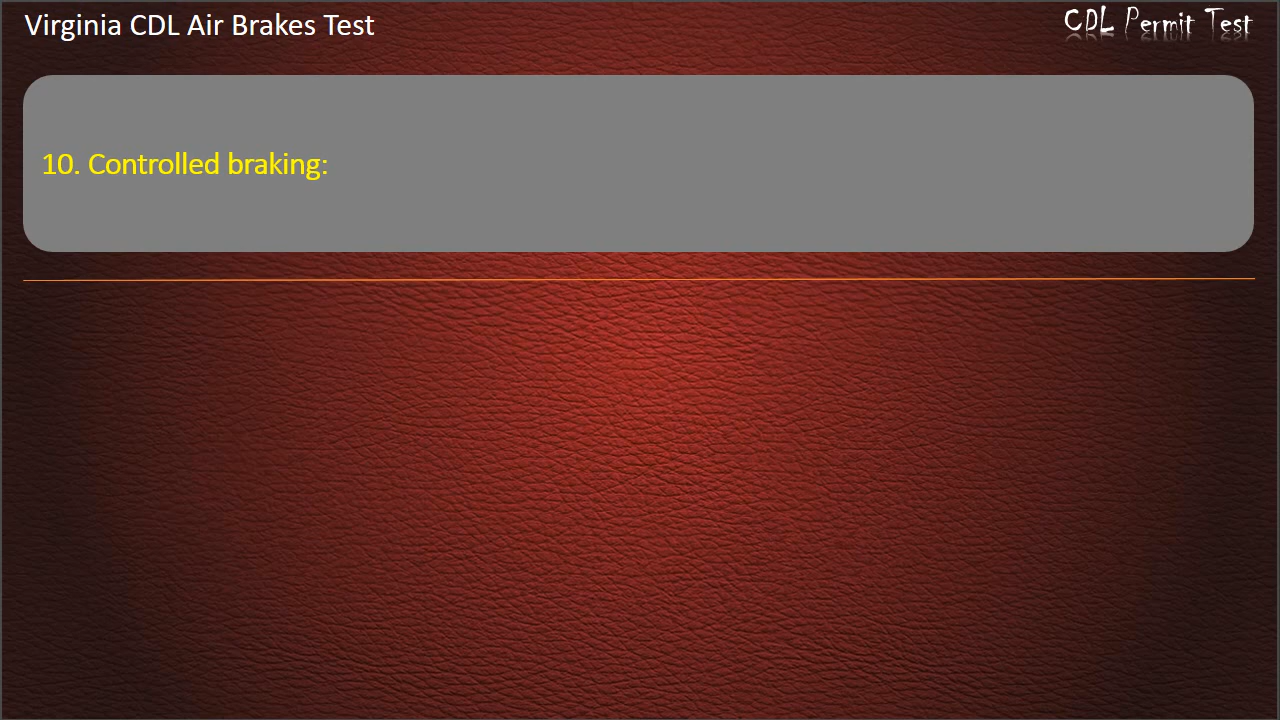 Virginia CDL Air Brakes Test
CDL Permit Test
10. Controlled braking: